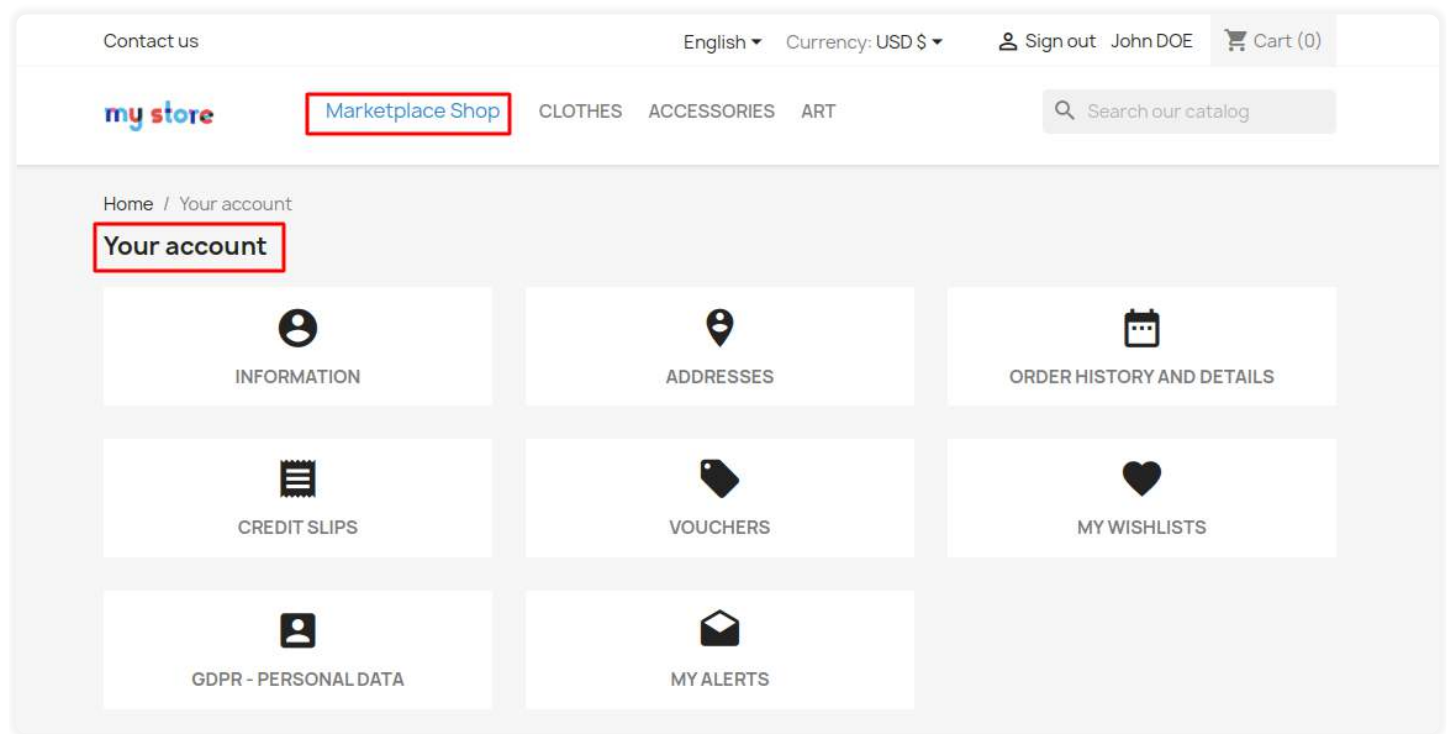 Contact us English Currency: USD $ Sign out John DOE Cart (0)
my store Marketplace Shop CLOTHES ACCESSORIES ART Search our catalog
Home / Your account
Your account
INFORMATION ADDRESSES ORDER HISTORY AND DETAILS
CREDIT SLIPS VOUCHERS MY WISHLISTS
GDPR - PERSONAL DATA MY ALERTS